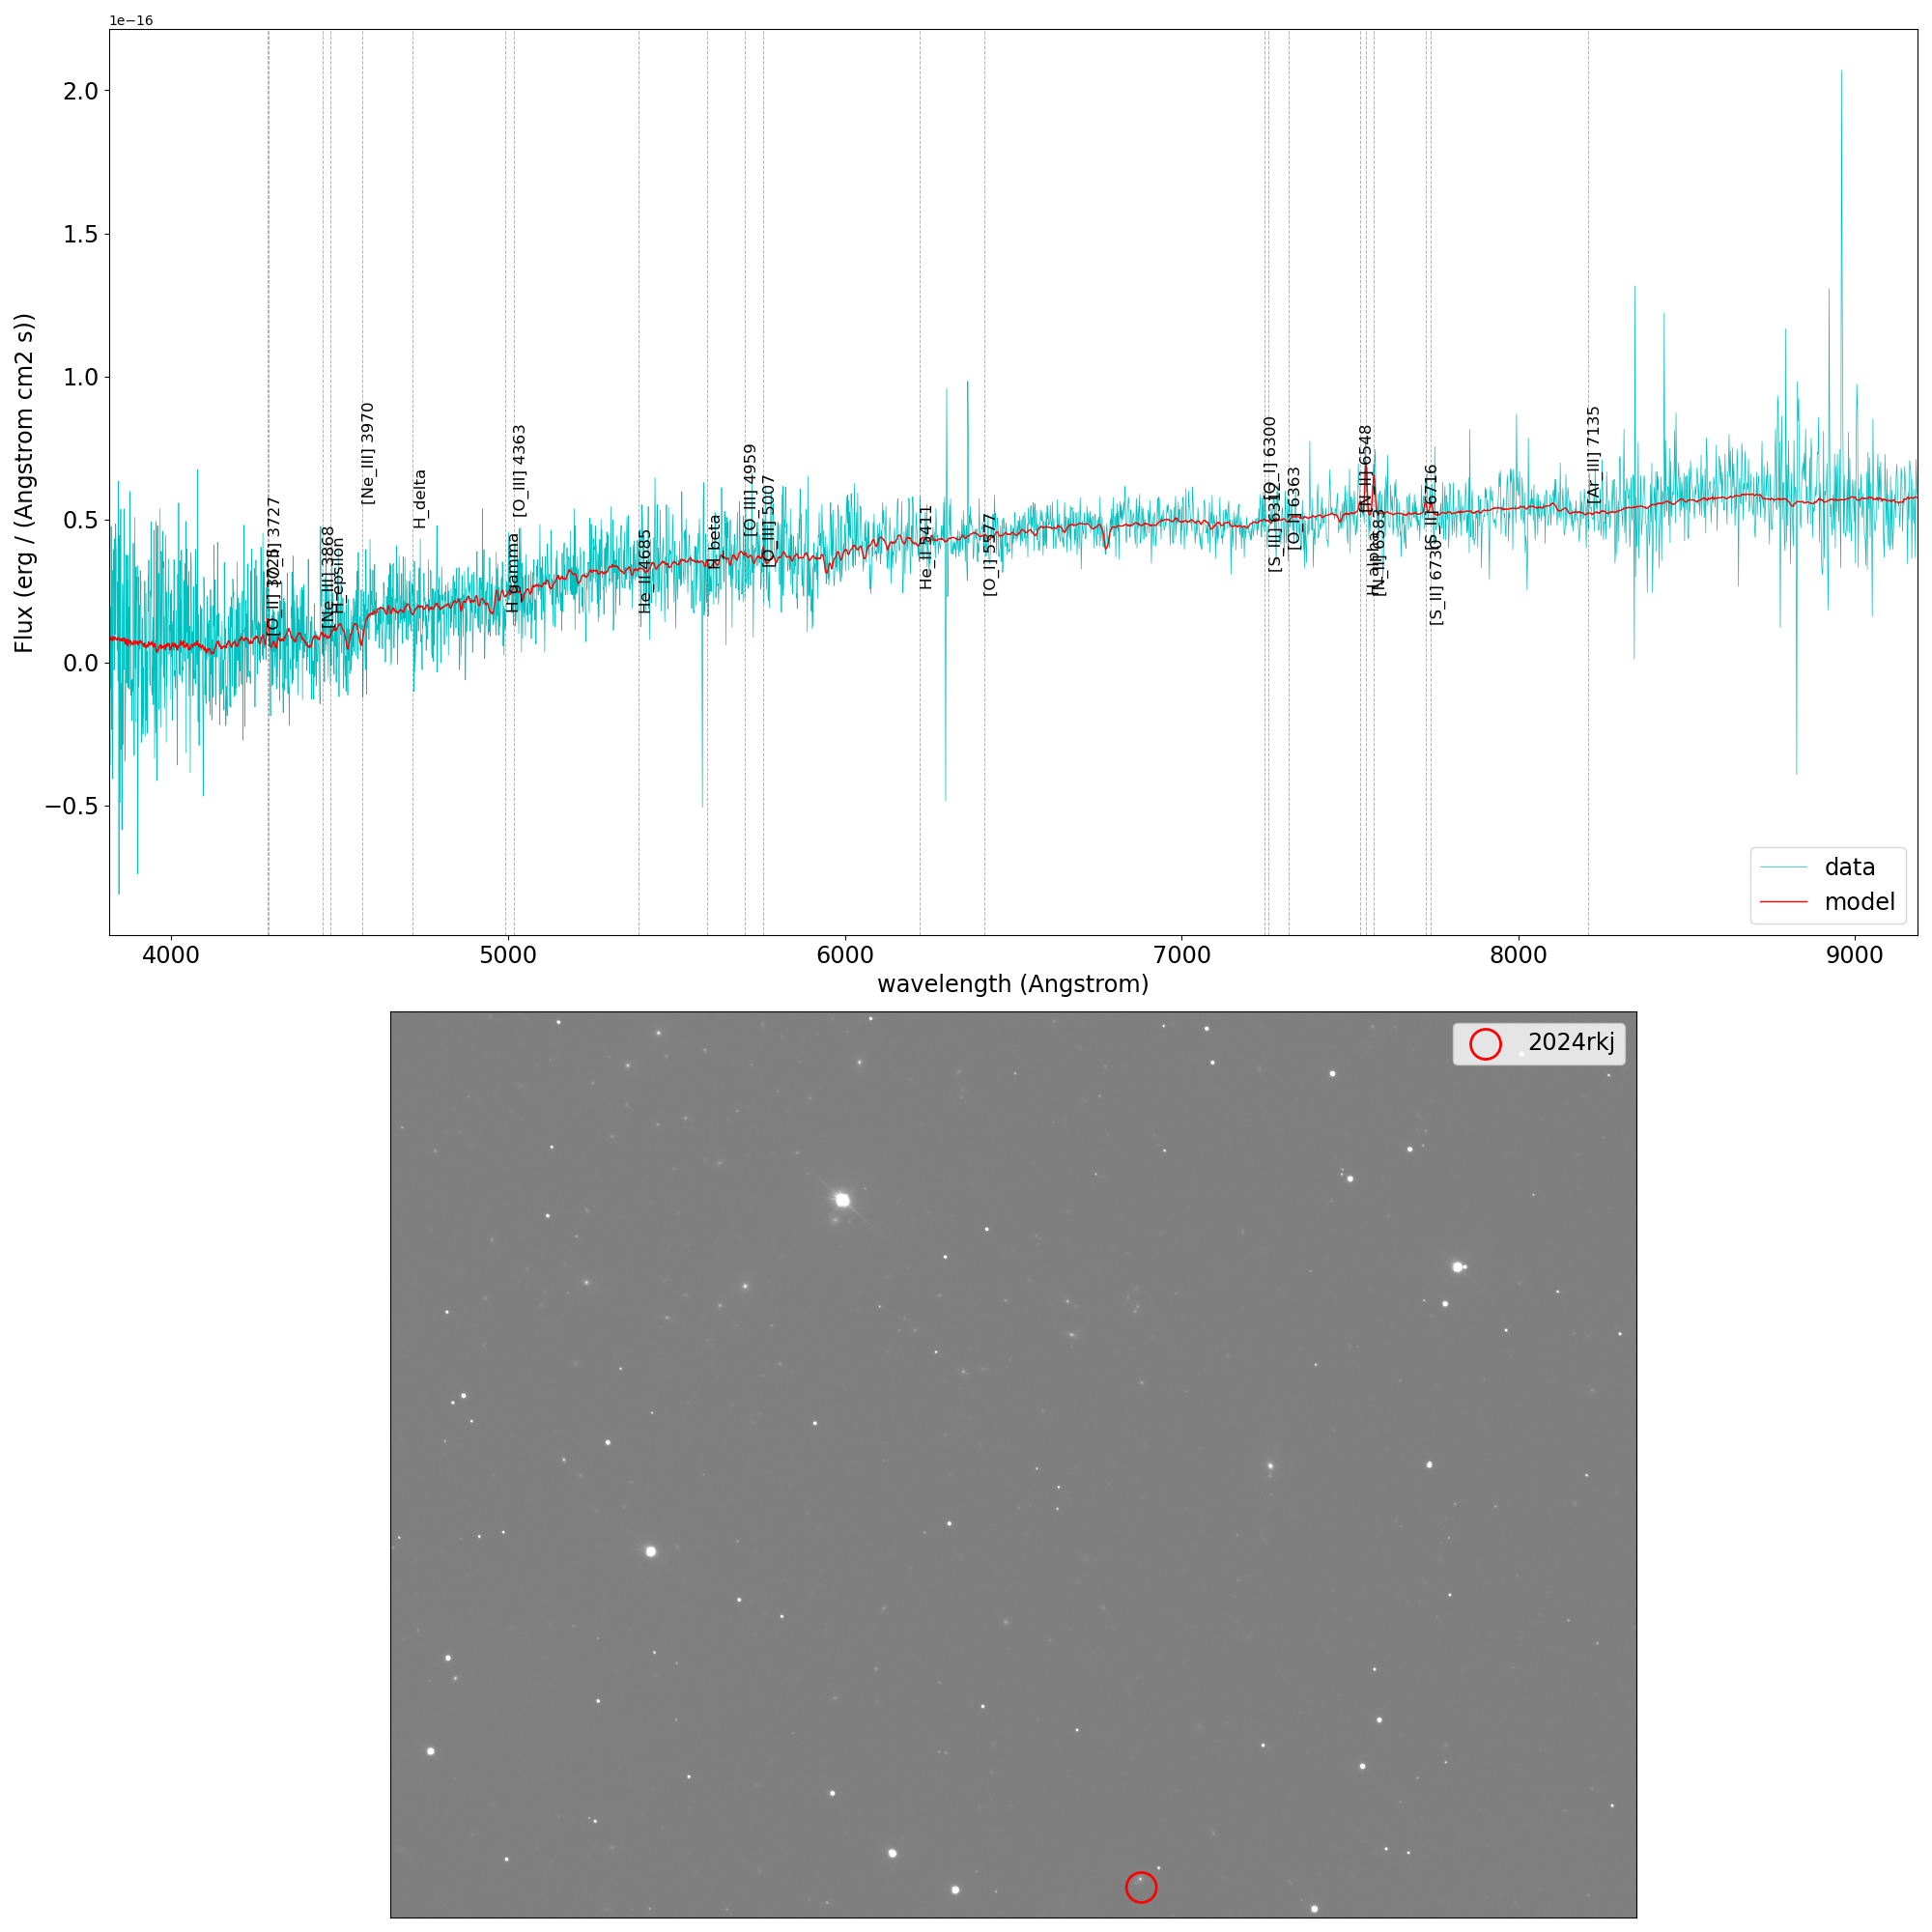 1e−16
2.0
1.5
1.0
0.5
0.0
−0.5
Flux (erg / (Angstrom cm2 s))
[O_II] 3727
[Ne_III] 3868
H_epsilon
[Ne_III] 3970
H_delta
H_gamma
[O_III] 4363
He_II 4685
H_beta
[O_III] 4959
[O_III] 5007
He_II 5411
[O_I] 5577
[O_I] 6300
[S_III] 6312
[O_I] 6363
[N_II] 6548
H_alpha
[N_II] 6583
[S_II] 6716
[S_II] 6730
[Ar_III] 7135
data
model
4000 5000 6000 7000 8000 9000
wavelength (Angstrom)
2024rkj